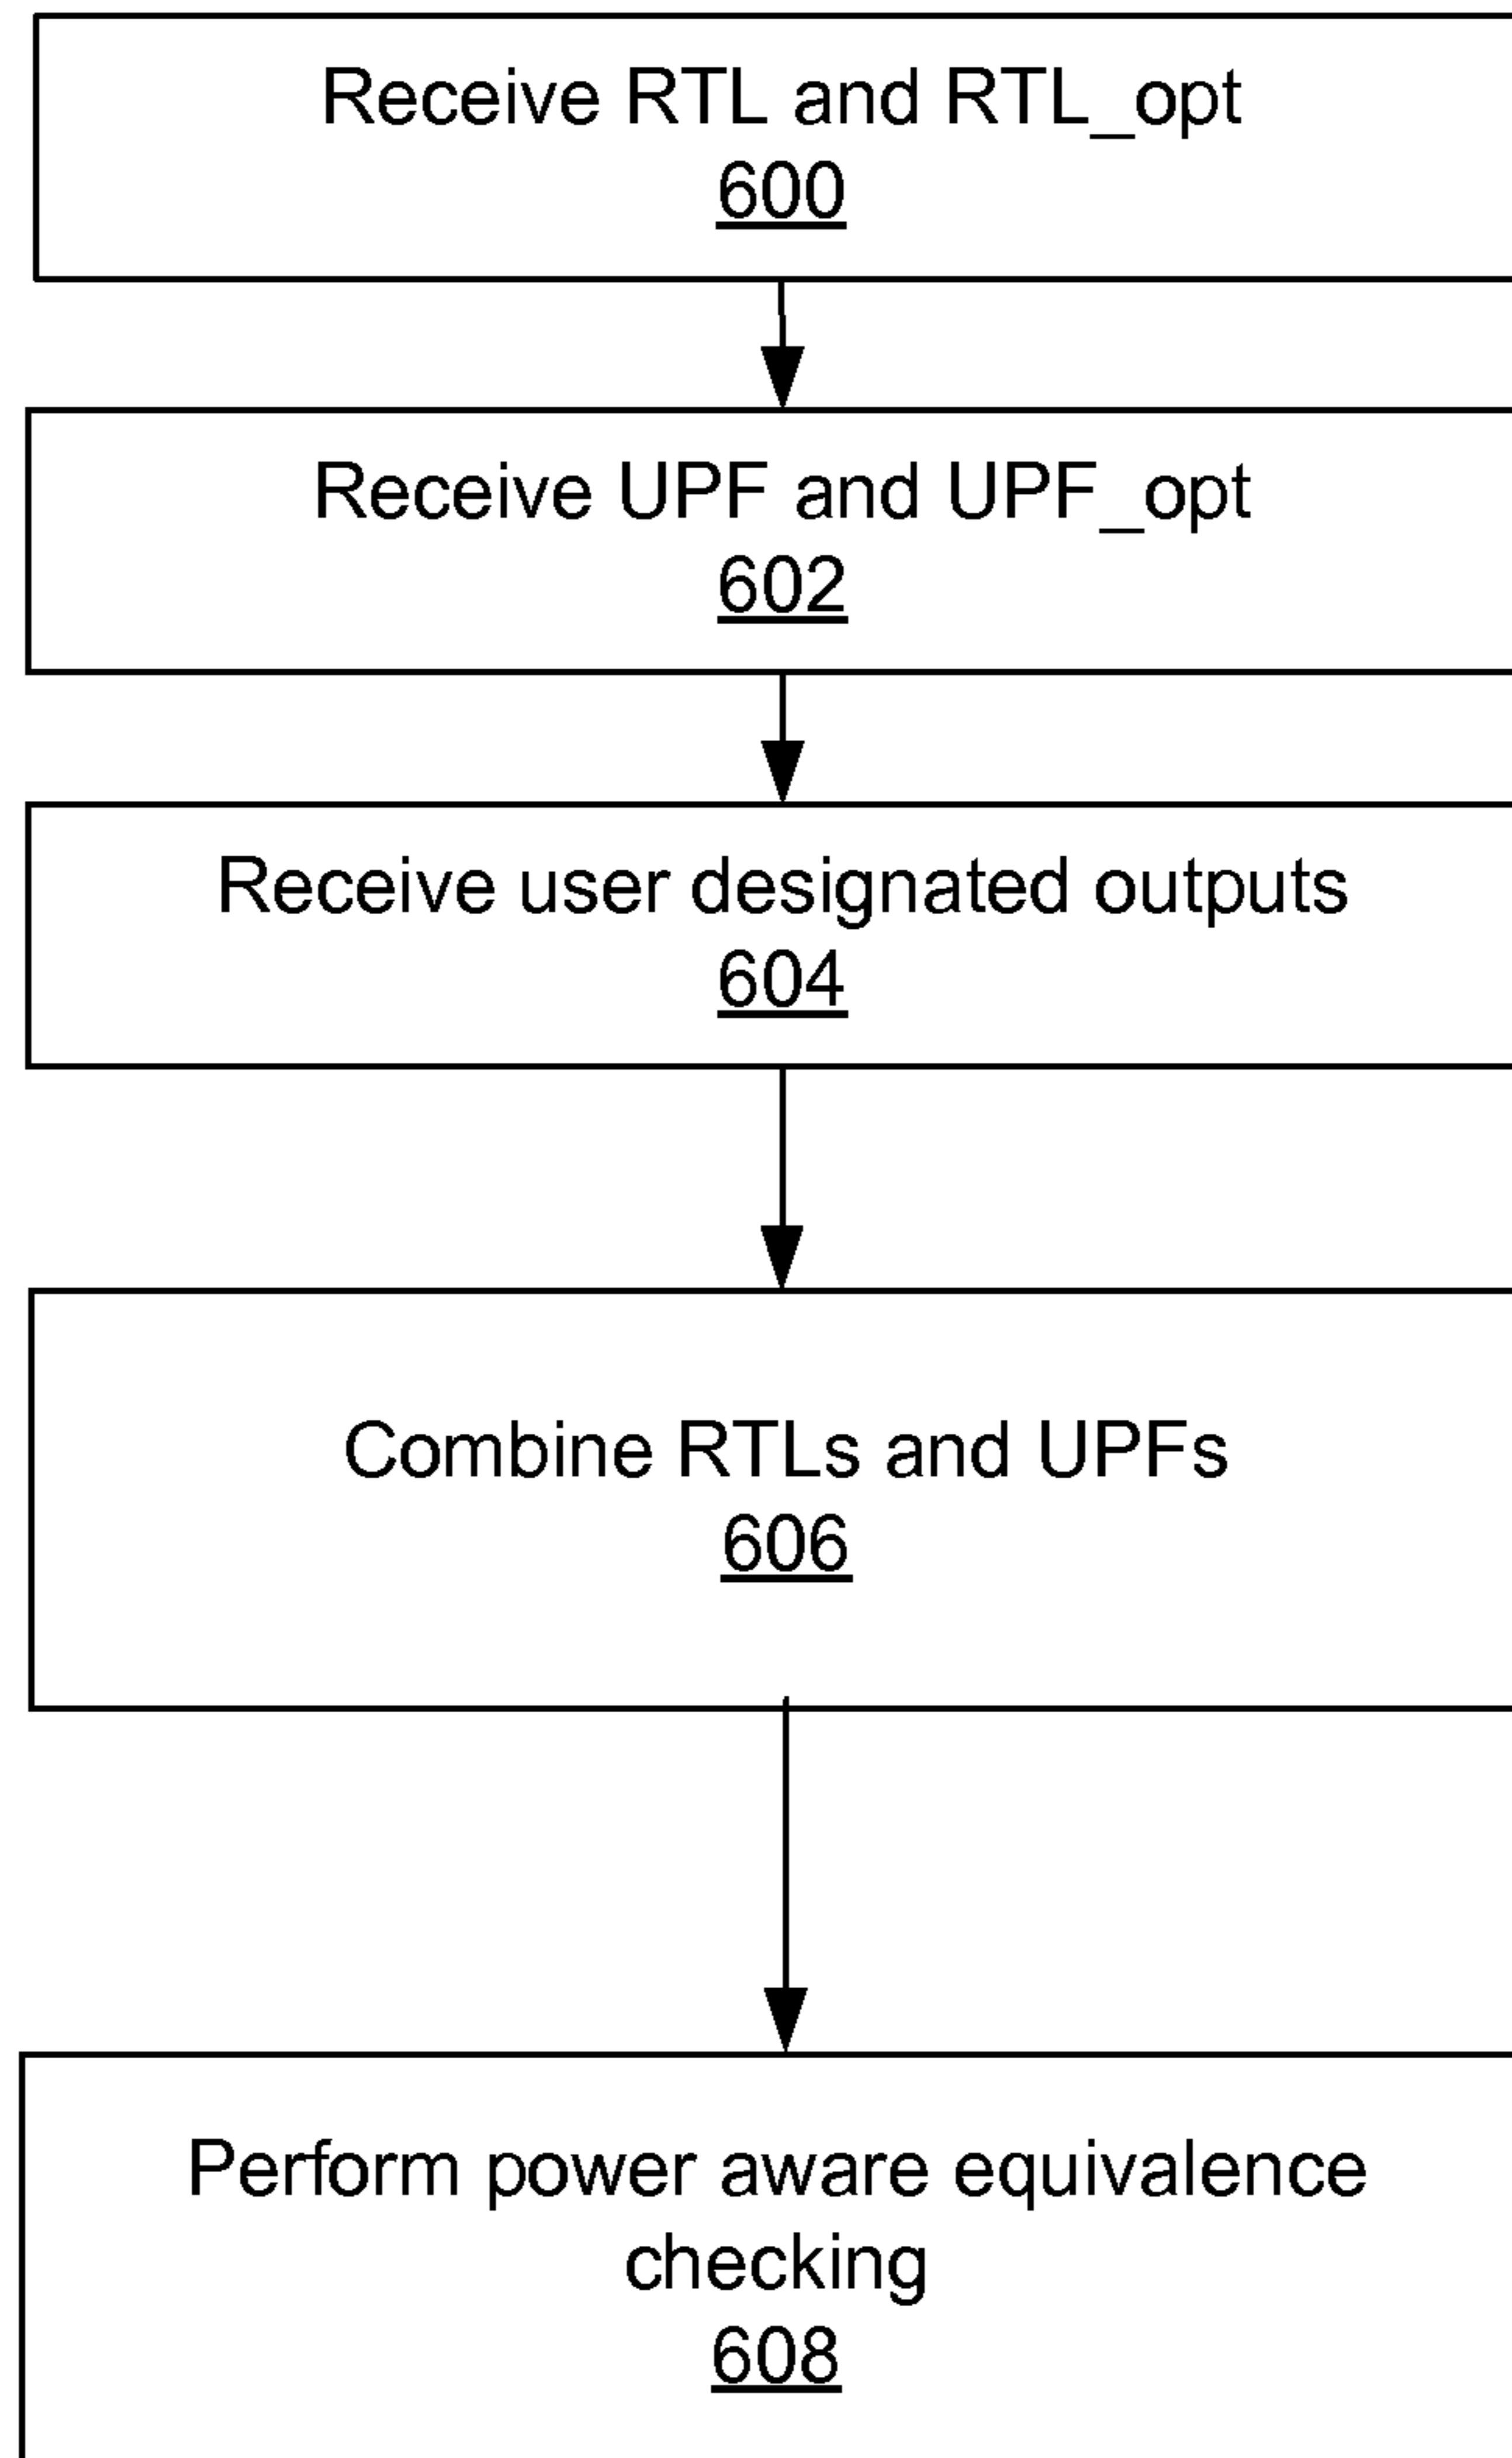 Receive RTL and RTL_opt
600
Receive UPF and UPF_opt
602
Receive user designated outputs
604
Combine RTLs and UPFs
606
Perform power aware equivalence
checking
608